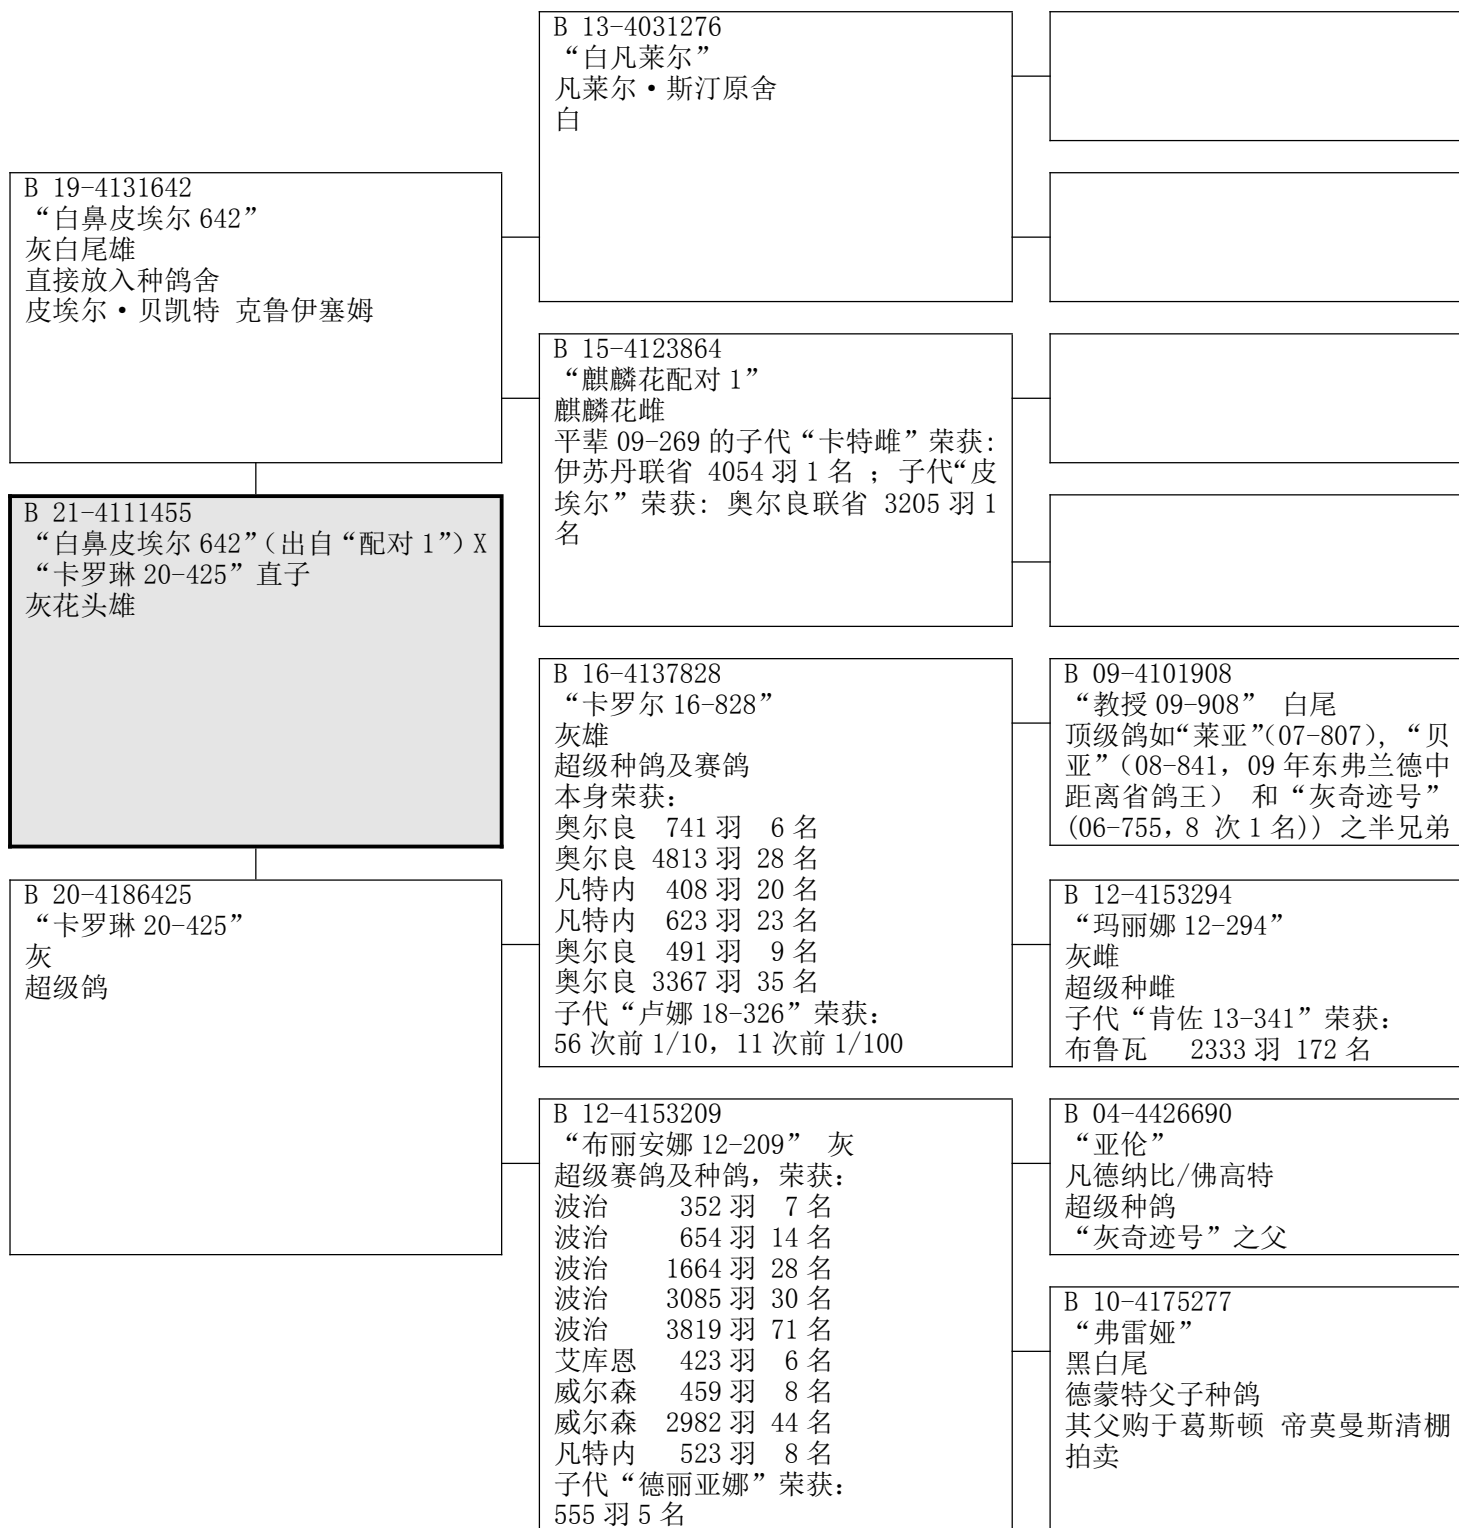 B 19-4131642
“白鼻皮埃尔 642”
灰白尾雄
直接放入种鸽舍
皮埃尔·贝凯特 克鲁伊塞姆
B 21-4111455
“白鼻皮埃尔 642”（出自“配对 1”）X
“卡罗琳 20-425”直子
灰花头雄
B 20-4186425
“卡罗琳 20-425”
灰
超级鸽
B 13-4031276
“白凡莱尔”
凡莱尔·斯汀原舍
白
B 15-4123864
“麒麟花配对 1”
麒麟花雌
平辈 09-269 的子代“卡特雌”荣获：
伊苏丹联省 4054 羽 1 名 ；子代“皮
埃尔”荣获：奥尔良联省 3205 羽 1
名
B 16-4137828
“卡罗尔 16-828”
灰雄
超级种鸽及赛鸽
本身荣获：
奥尔良 741 羽 6 名
奥尔良 4813 羽 28 名
凡特内 408 羽 20 名
凡特内 623 羽 23 名
奥尔良 491 羽 9 名
奥尔良 3367 羽 35 名
子代“卢娜 18-326”荣获：
56 次前 1/10，11 次前 1/100
B 12-4153209
“布丽安娜 12-209” 灰
超级赛鸽及种鸽，荣获：
波治 352 羽 7 名
波治 654 羽 14 名
波治 1664 羽 28 名
波治 3085 羽 30 名
波治 3819 羽 71 名
艾库恩 423 羽 6 名
威尔森 459 羽 8 名
威尔森 2982 羽 44 名
凡特内 523 羽 8 名
子代“德丽亚娜”荣获：
555 羽 5 名
B 09-4101908
“教授 09-908” 白尾
顶级鸽如“莱亚”(07-807)，“贝
亚”（08-841，09 年东弗兰德中
距离省鸽王） 和“灰奇迹号”
(06-755，8 次 1 名)) 之半兄弟
B 12-4153294
“玛丽娜 12-294”
灰雌
超级种雌
子代“肯佐 13-341”荣获：
布鲁瓦 2333 羽 172 名
B 04-4426690
“亚伦”
凡德纳比/佛高特
超级种鸽
“灰奇迹号”之父
B 10-4175277
“弗雷娅”
黑白尾
德蒙特父子种鸽
其父购于葛斯顿 帝莫曼斯清棚
拍卖